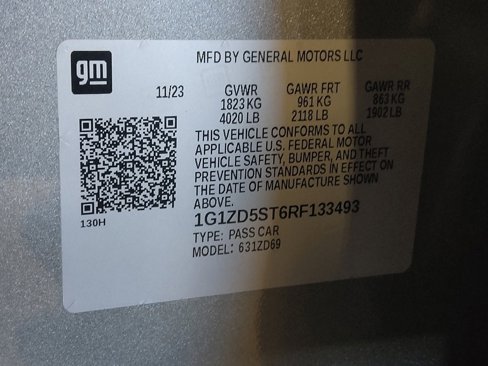 gm
MFD BY GENERAL MOTORS LLC
11/23 GVWR GAWR FRT GAWR RR
1823 KG 961 KG 863 KG
4020 LB 2118 LB 1902 LB
THIS VEHICLE CONFORMS TO ALL
APPLICABLE U.S. FEDERAL MOTOR
VEHICLE SAFETY, BUMPER, AND THEFT
PREVENTION STANDARDS IN EFFECT ON
THE DATE OF MANUFACTURE SHOWN
ABOVE.
130H
1G1ZD5ST6RF133493
TYPE: PASS CAR
MODEL: 631ZD69